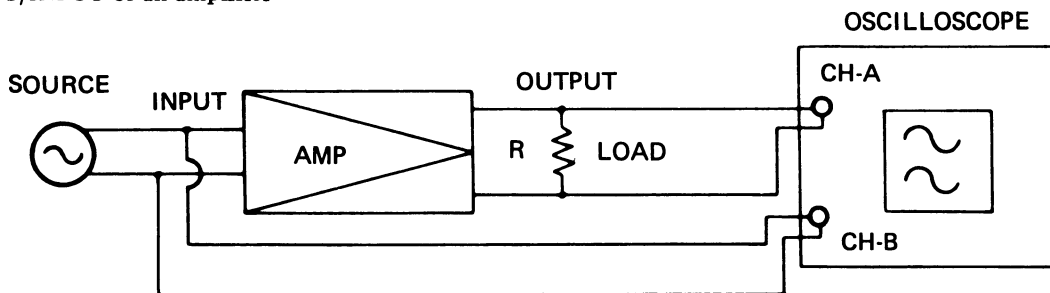 OSCILLOSCOPE
SOURCE
INPUT
OUTPUT
CH-A
AMP
R
LOAD
CH-B